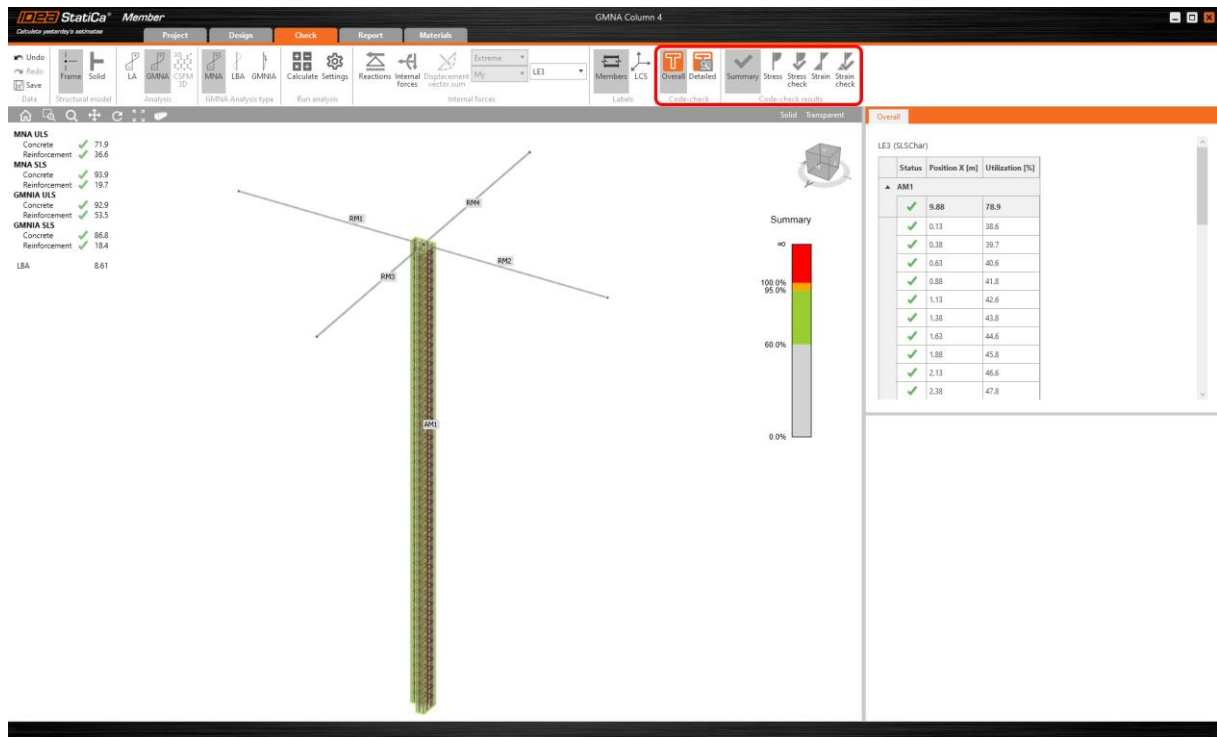 IDEA StatiCa® Member
GMNA Column 4
Calculate yesterday's estimates
Project Design Check Report Materials
Undo
Redo
Save
Frame Solid
LA GMNA CSFM 3D
MNA LBA GMNIA
Calculate Settings
Reactions Internal forces Displacement vector sum
Extreme
My
LE3
Members LCS
Overall Detailed
Summary Stress Stress check Strain Strain check
Data Structural model Analysis GMNA Analysis type Run analysis Internal forces Labels Code-check Code-check results
Solid Transparent
Overall
MNA ULS
Concrete 71.9
Reinforcement 36.6
MNA SLS
Concrete 93.9
Reinforcement 19.7
GMNIA ULS
Concrete 92.9
Reinforcement 53.5
GMNIA SLS
Concrete 86.8
Reinforcement 18.4
LBA 8.61
RM1
RM4
RM3
RM2
AM1
Summary
∞
100.0%
95.0%
60.0%
0.0%
LE3 (SLSChar)
Status Position X [m] Utilization [%]
AM1
9.88 78.9
0.13 38.6
0.38 39.7
0.63 40.6
0.88 41.8
1.13 42.6
1.38 43.8
1.63 44.6
1.88 45.8
2.13 46.6
2.38 47.8